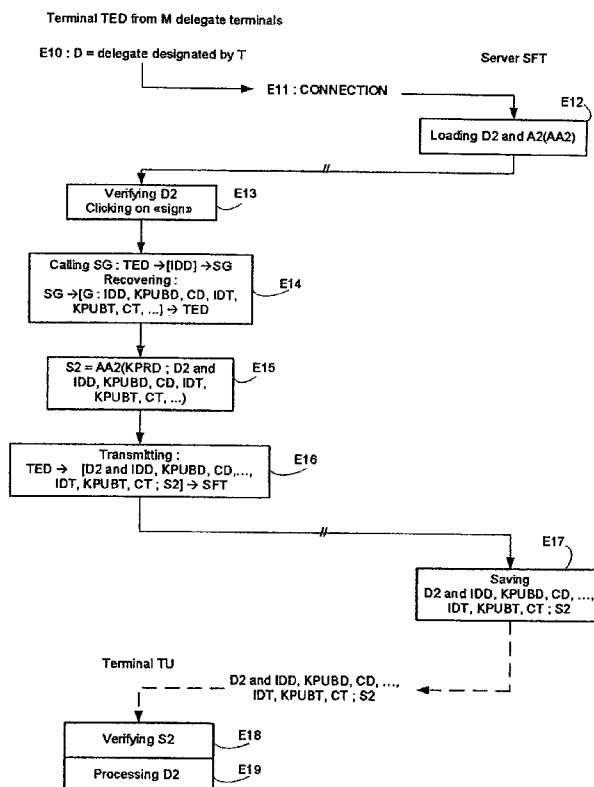 Terminal TED from M delegate terminals
E10 : D = delegate designated by T
Server SFT
E11 : CONNECTION
E12
Loading D2 and A2(AA2)
//
Verifying D2
Clicking on «sign»
E13
Calling SG : TED →[IDD] →SG
Recovering :
SG →[G : IDD, KPUBD, CD, IDT,
KPUBT, CT, ...] → TED
E14
S2 = AA2(KPRD ; D2 and
IDD, KPUBD, CD, IDT,
KPUBT, CT, ...)
E15
Transmitting :
TED → [D2 and IDD, KPUBD, CD,...,
IDT, KPUBT, CT ; S2] → SFT
E16
//
E17
Saving
D2 and IDD, KPUBD, CD, ...,
IDT, KPUBT, CT ; S2
Terminal TU
D2 and IDD, KPUBD, CD, ...,
IDT, KPUBT, CT ; S2
Verifying S2
E18
Processing D2
E19